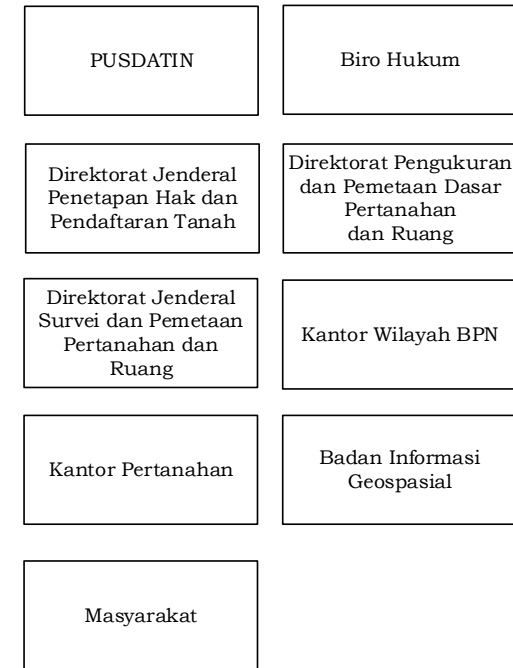 PUSDATIN
Biro Hukum
Direktorat Jenderal
Penetapan Hak dan
Pendaftaran Tanah
Direktorat Pengukuran
dan Pemetaan Dasar
Pertanahan
dan Ruang
Direktorat Jenderal
Survei dan Pemetaan
Pertanahan dan
Ruang
Kantor Wilayah BPN
Kantor Pertanahan
Badan Informasi
Geospasial
Masyarakat